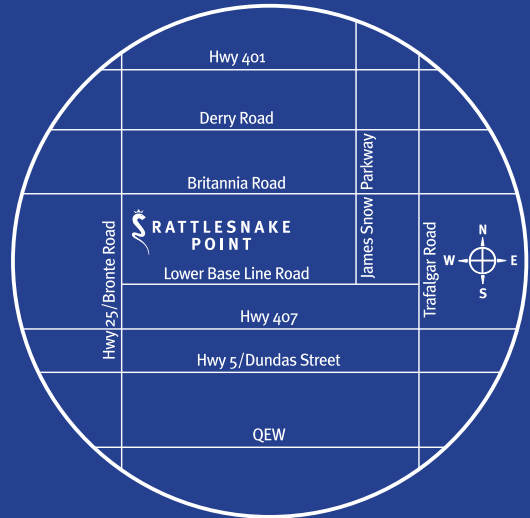 Hwy 401
Derry Road
James Snow Parkway
Britannia Road
RATTLESNAKE
POINT
Hwy 25/Bronte Road
Trafalgar Road
N
W E
S
Lower Base Line Road
Hwy 407
Hwy 5/Dundas Street
QEW